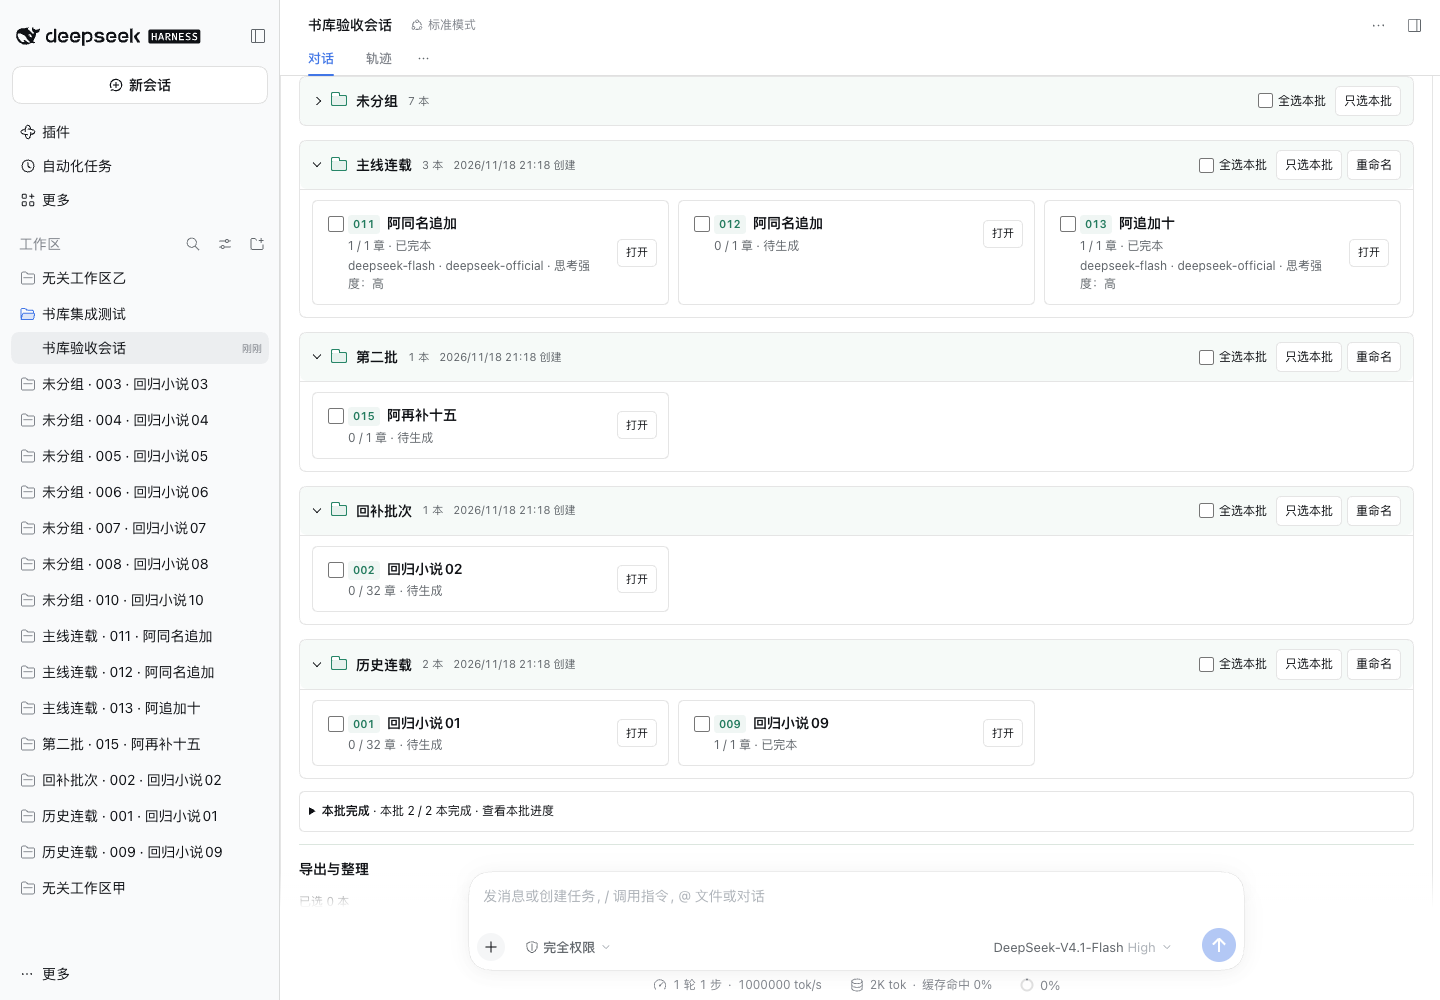 deepseek HARNESS
新会话
插件
自动化任务
更多
工作区
无关工作区乙
书库集成测试
书库验收会话 刚刚
未分组 · 003 · 回归小说03
未分组 · 004 · 回归小说04
未分组 · 005 · 回归小说05
未分组 · 006 · 回归小说06
未分组 · 007 · 回归小说07
未分组 · 008 · 回归小说08
未分组 · 010 · 回归小说10
主线连载 · 011 · 阿同名追加
主线连载 · 012 · 阿同名追加
主线连载 · 013 · 阿追加十
第二批 · 015 · 阿再补十五
回补批次 · 002 · 回归小说02
历史连载 · 001 · 回归小说01
历史连载 · 009 · 回归小说09
无关工作区甲
更多
书库验收会话 标准模式
对话 轨迹
未分组 7 本 全选本批 只选本批
主线连载 3 本 2026/11/18 21:18 创建 全选本批 只选本批 重命名
011 阿同名追加
1 / 1 章 · 已完本
deepseek-flash · deepseek-official · 思考强
度：高
打开
012 阿同名追加
0 / 1 章 · 待生成
打开
013 阿追加十
1 / 1 章 · 已完本
deepseek-flash · deepseek-official · 思考强
度：高
打开
第二批 1 本 2026/11/18 21:18 创建 全选本批 只选本批 重命名
015 阿再补十五
0 / 1 章 · 待生成
打开
回补批次 1 本 2026/11/18 21:18 创建 全选本批 只选本批 重命名
002 回归小说02
0 / 32 章 · 待生成
打开
历史连载 2 本 2026/11/18 21:18 创建 全选本批 只选本批 重命名
001 回归小说01
0 / 32 章 · 待生成
打开
009 回归小说09
1 / 1 章 · 已完本
打开
本批完成 · 本批 2 / 2 本完成 · 查看本批进度
导出与整理
已选 0 本
发消息或创建任务, / 调用指令, @ 文件或对话
完全权限
DeepSeek-V4.1-Flash High
1 轮 1 步 · 1000000 tok/s 2K tok · 缓存命中 0% 0%